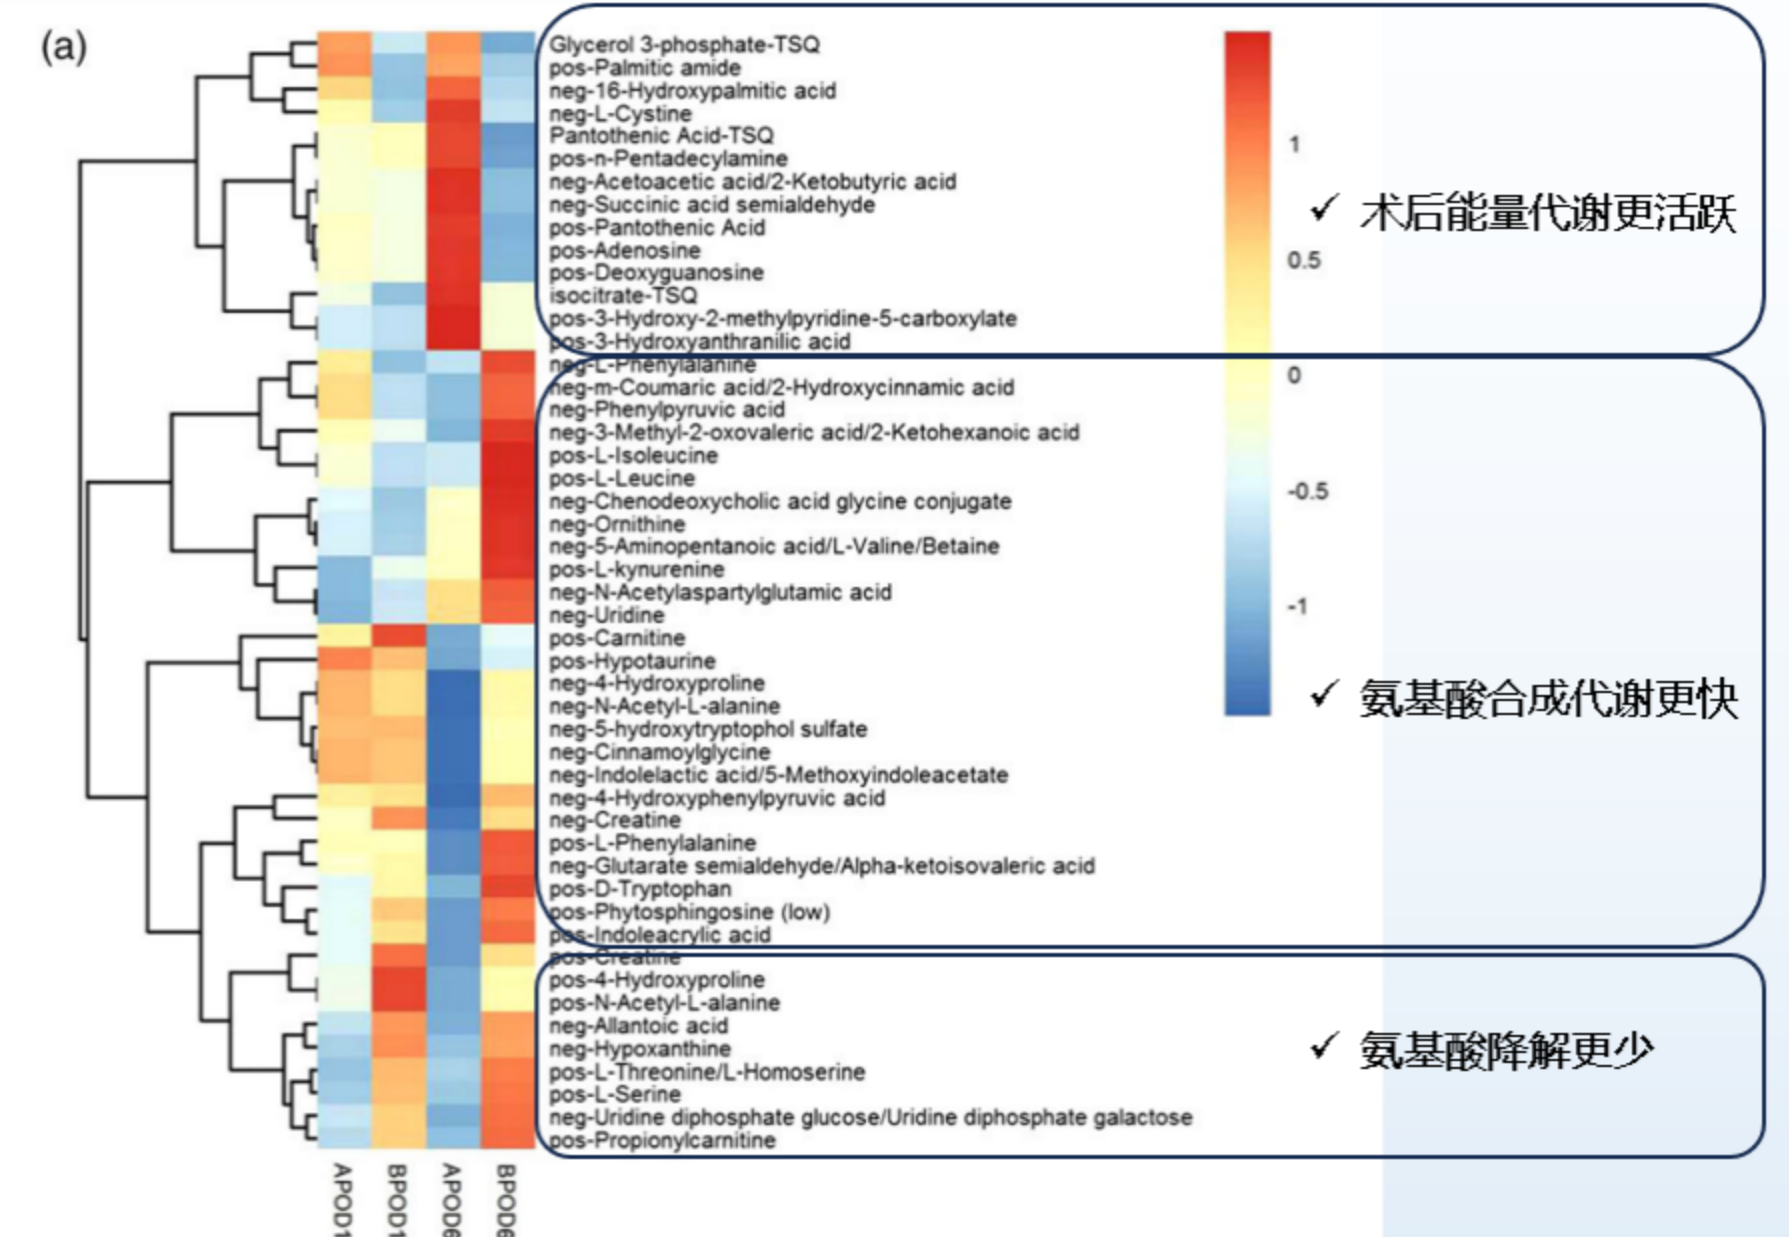 (a)
Glycerol 3-phosphate-TSQ
pos-Palmitic amide
neg-16-Hydroxypalmitic acid
neg-L-Cystine
Pantothenic Acid-TSQ
pos-n-Pentadecylamine
neg-Acetoacetic acid/2-Ketobutyric acid
neg-Succinic acid semialdehyde
pos-Pantothenic Acid
pos-Adenosine
pos-Deoxyguanosine
isocitrate-TSQ
pos-3-Hydroxy-2-methylpyridine-5-carboxylate
pos-3-Hydroxyanthranilic acid
neg-L-Phenylalanine
neg-m-Coumaric acid/2-Hydroxycinnamic acid
neg-Phenylpyruvic acid
neg-3-Methyl-2-oxovaleric acid/2-Ketohexanoic acid
pos-L-Isoleucine
pos-L-Leucine
neg-Chenodeoxycholic acid glycine conjugate
neg-Ornithine
neg-5-Aminopentanoic acid/L-Valine/Betaine
pos-L-kynurenine
neg-N-Acetylaspartylglutamic acid
neg-Uridine
pos-Carnitine
pos-Hypotaurine
neg-4-Hydroxyproline
neg-N-Acetyl-L-alanine
neg-5-hydroxytryptophol sulfate
neg-Cinnamoylglycine
neg-Indolelactic acid/5-Methoxyindoleacetate
neg-4-Hydroxyphenylpyruvic acid
neg-Creatine
pos-L-Phenylalanine
neg-Glutarate semialdehyde/Alpha-ketoisovaleric acid
pos-D-Tryptophan
pos-Phytosphingosine (low)
pos-Indoleacrylic acid
pos-Creatine
pos-4-Hydroxyproline
pos-N-Acetyl-L-alanine
neg-Allantoic acid
neg-Hypoxanthine
pos-L-Threonine/L-Homoserine
pos-L-Serine
neg-Uridine diphosphate glucose/Uridine diphosphate galactose
pos-Propionylcarnitine
1
0.5
0
-0.5
-1
✓ 术后能量代谢更活跃
✓ 氨基酸合成代谢更快
✓ 氨基酸降解更少
APOD1
BPOD1
APOD6
BPOD6